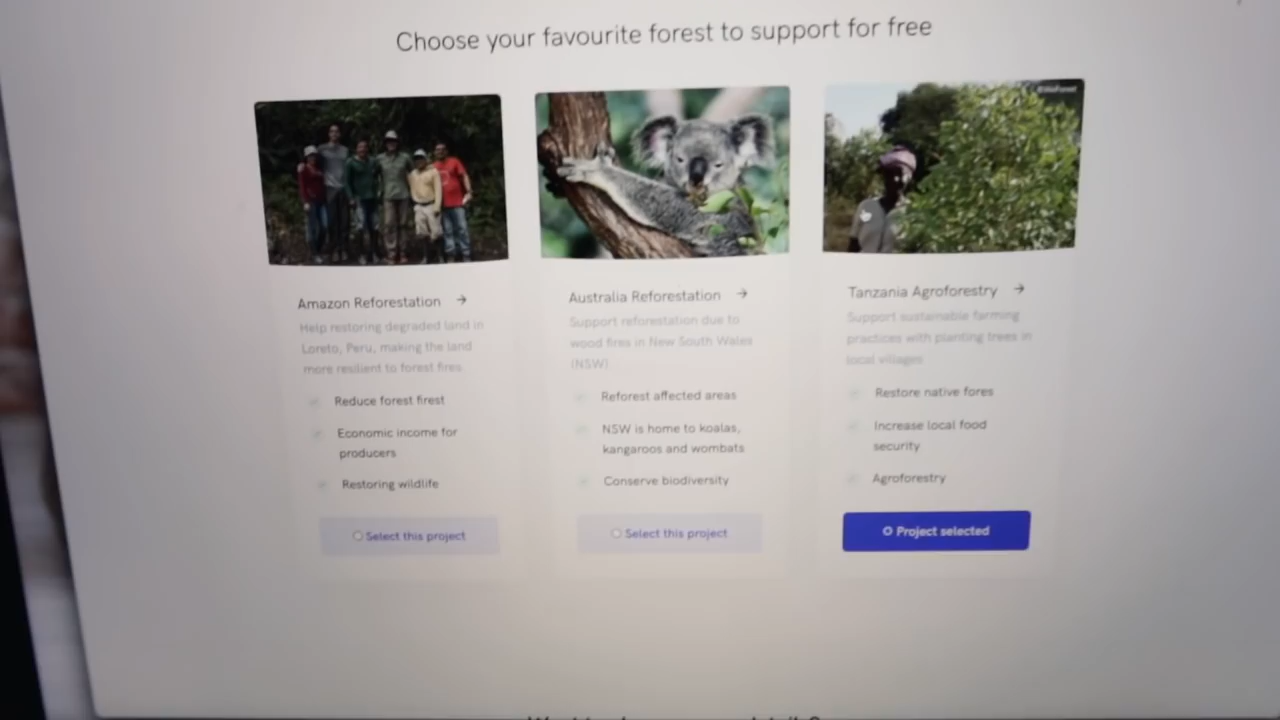 Choose your favourite forest to support for free
Amazon Reforestation →
Help restoring degraded land in
Loreto, Peru, making the land
more resilient to forest fires
Reduce forest firest
Economic income for
producers
Restoring wildlife
Select this project
Australia Reforestation →
Support reforestation due to
wood fires in New South Wales
(NSW)
Reforest affected areas
NSW is home to koalas,
kangaroos and wombats
Conserve biodiversity
Select this project
Tanzania Agroforestry →
Support sustainable farming
practices with planting trees in
local villages
Restore native fores
Increase local food
security
Agroforestry
Project selected